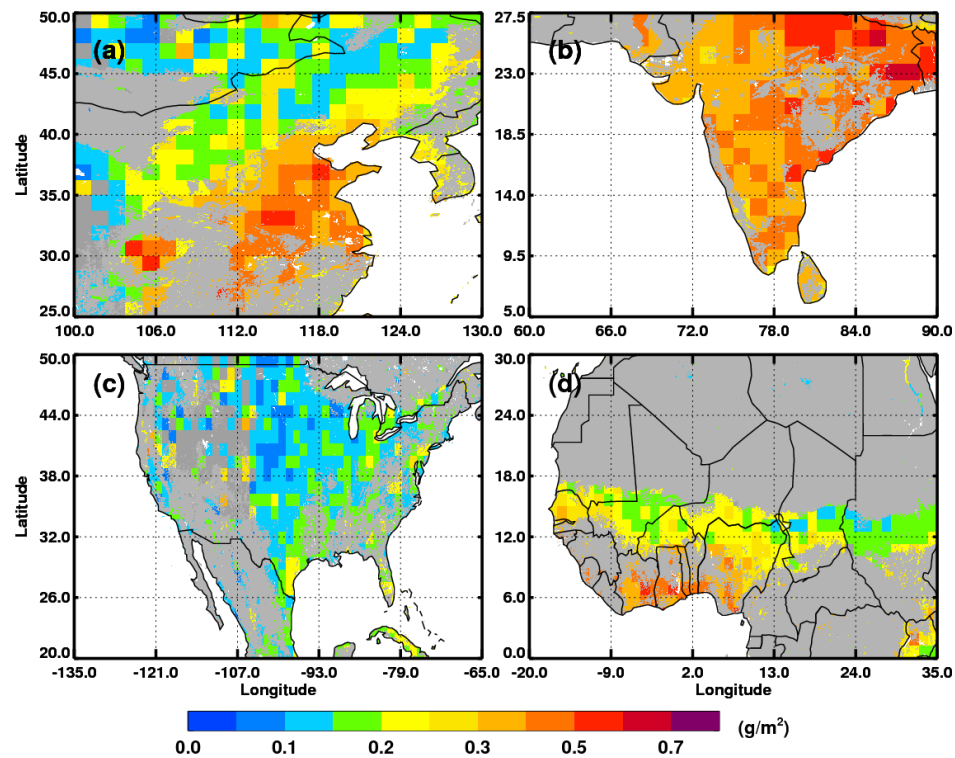 (a)
50.0
45.0
40.0
35.0
30.0
25.0
Latitude
100.0 106.0 112.0 118.0 124.0 130.0
(b)
27.5
23.0
18.5
14.0
9.5
5.0
60.0 66.0 72.0 78.0 84.0 90.0
(c)
50.0
44.0
38.0
32.0
26.0
20.0
Latitude
-135.0 -121.0 -107.0 -93.0 -79.0 -65.0
Longitude
(d)
30.0
24.0
18.0
12.0
6.0
0.0
-20.0 -9.0 2.0 13.0 24.0 35.0
Longitude
0.0 0.1 0.2 0.3 0.5 0.7
(g/m²)